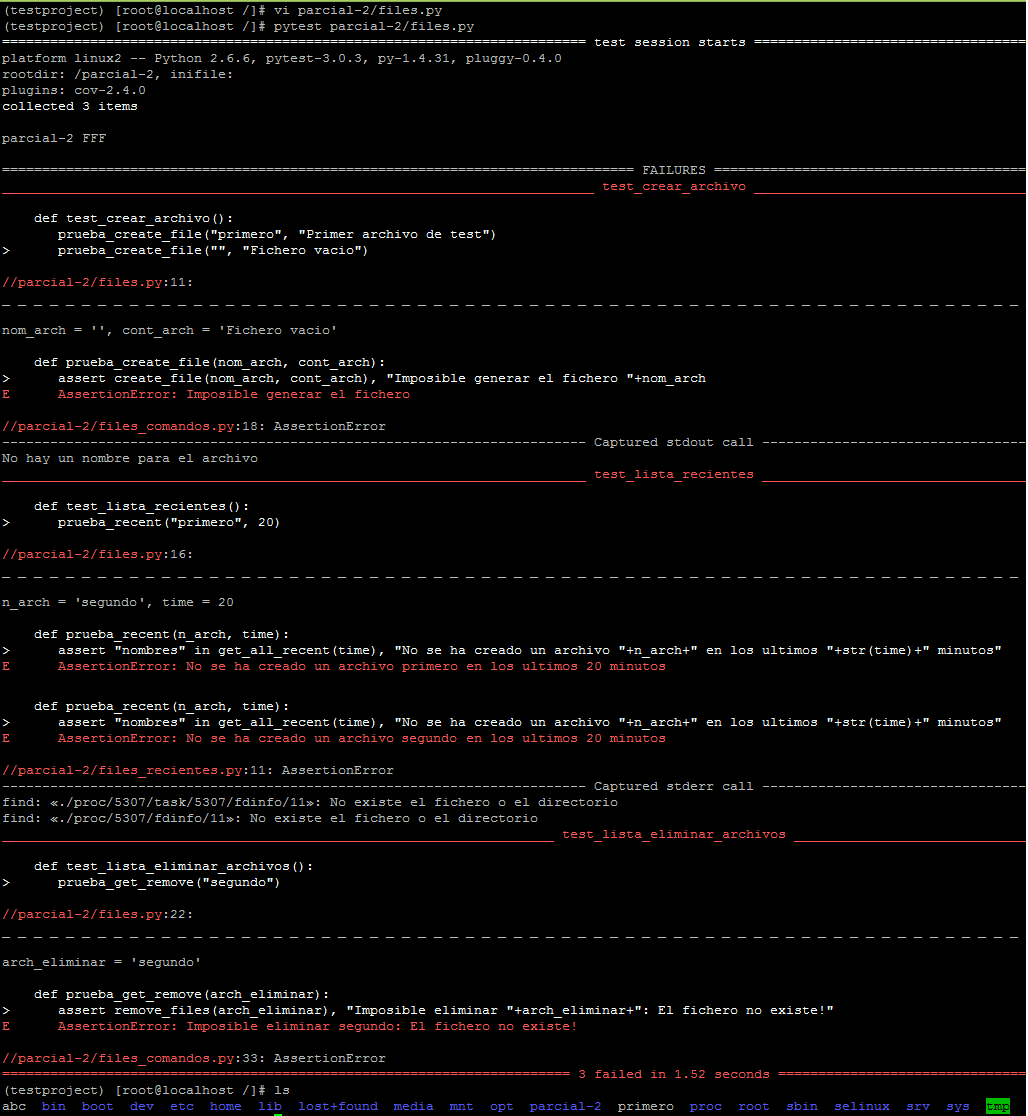 (testproject) [root@localhost /]# vi parcial-2/files.py
(testproject) [root@localhost /]# pytest parcial-2/files.py
========================================================================= test session starts ==================================
platform linux2 -- Python 2.6.6, pytest-3.0.3, py-1.4.31, pluggy-0.4.0
rootdir: /parcial-2, inifile:
plugins: cov-2.4.0
collected 3 items
parcial-2 FFF
=============================================================================== FAILURES =======================================
__________________________________________________________________________ test_crear_archivo __________________________________
    def test_crear_archivo():
       prueba_create_file("primero", "Primer archivo de test")
>      prueba_create_file("", "Fichero vacio")
//parcial-2/files.py:11:
_ _ _ _ _ _ _ _ _ _ _ _ _ _ _ _ _ _ _ _ _ _ _ _ _ _ _ _ _ _ _ _ _ _ _ _ _ _ _ _ _ _ _ _ _ _ _ _ _ _ _ _ _ _ _ _ _ _ _ _ _ _ _ _
nom_arch = '', cont_arch = 'Fichero vacio'
    def prueba_create_file(nom_arch, cont_arch):
>      assert create_file(nom_arch, cont_arch), "Imposible generar el fichero "+nom_arch
E      AssertionError: Imposible generar el fichero
//parcial-2/files_comandos.py:18: AssertionError
------------------------------------------------------------------------- Captured stdout call ---------------------------------
No hay un nombre para el archivo
_________________________________________________________________________ test_lista_recientes _________________________________
    def test_lista_recientes():
>      prueba_recent("primero", 20)
//parcial-2/files.py:16:
_ _ _ _ _ _ _ _ _ _ _ _ _ _ _ _ _ _ _ _ _ _ _ _ _ _ _ _ _ _ _ _ _ _ _ _ _ _ _ _ _ _ _ _ _ _ _ _ _ _ _ _ _ _ _ _ _ _ _ _ _ _ _ _
n_arch = 'segundo', time = 20
    def prueba_recent(n_arch, time):
>      assert "nombres" in get_all_recent(time), "No se ha creado un archivo "+n_arch+" en los ultimos "+str(time)+" minutos"
E      AssertionError: No se ha creado un archivo primero en los ultimos 20 minutos
    def prueba_recent(n_arch, time):
>      assert "nombres" in get_all_recent(time), "No se ha creado un archivo "+n_arch+" en los ultimos "+str(time)+" minutos"
E      AssertionError: No se ha creado un archivo segundo en los ultimos 20 minutos
//parcial-2/files_recientes.py:11: AssertionError
------------------------------------------------------------------------- Captured stderr call ---------------------------------
find: «./proc/5307/task/5307/fdinfo/11»: No existe el fichero o el directorio
find: «./proc/5307/fdinfo/11»: No existe el fichero o el directorio
_____________________________________________________________________ test_lista_eliminar_archivos _____________________________
    def test_lista_eliminar_archivos():
>      prueba_get_remove("segundo")
//parcial-2/files.py:22:
_ _ _ _ _ _ _ _ _ _ _ _ _ _ _ _ _ _ _ _ _ _ _ _ _ _ _ _ _ _ _ _ _ _ _ _ _ _ _ _ _ _ _ _ _ _ _ _ _ _ _ _ _ _ _ _ _ _ _ _ _ _ _ _
arch_eliminar = 'segundo'
    def prueba_get_remove(arch_eliminar):
>      assert remove_files(arch_eliminar), "Imposible eliminar "+arch_eliminar+": El fichero no existe!"
E      AssertionError: Imposible eliminar segundo: El fichero no existe!
//parcial-2/files_comandos.py:33: AssertionError
======================================================================= 3 failed in 1.52 seconds ===============================
(testproject) [root@localhost /]# ls
abc  bin  boot  dev  etc  home  lib  lost+found  media  mnt  opt  parcial-2  primero  proc  root  sbin  selinux  srv  sys  tmp